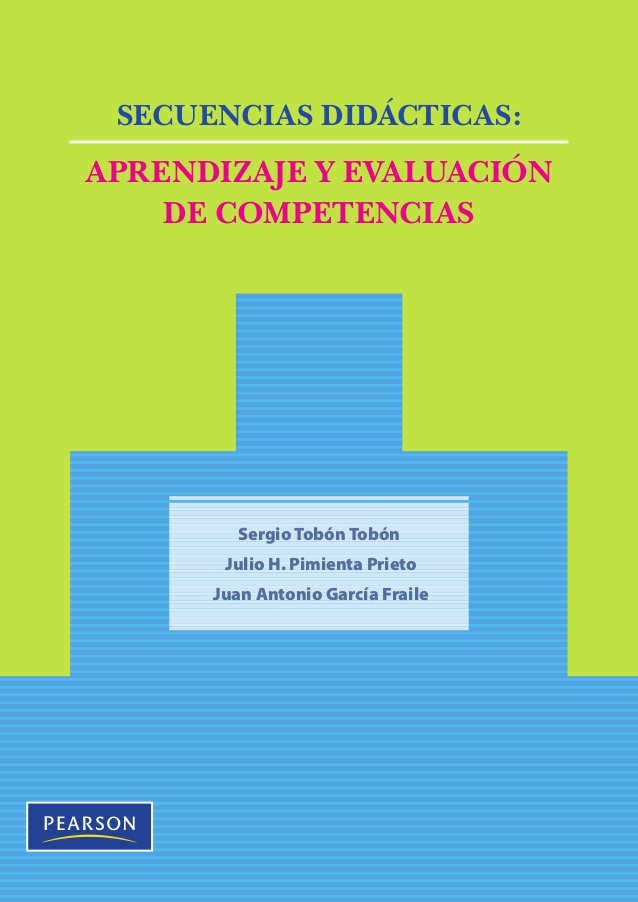 SECUENCIAS DIDÁCTICAS:
APRENDIZAJE Y EVALUACIÓN
DE COMPETENCIAS
Sergio Tobón Tobón
Julio H. Pimienta Prieto
Juan Antonio García Fraile
PEARSON